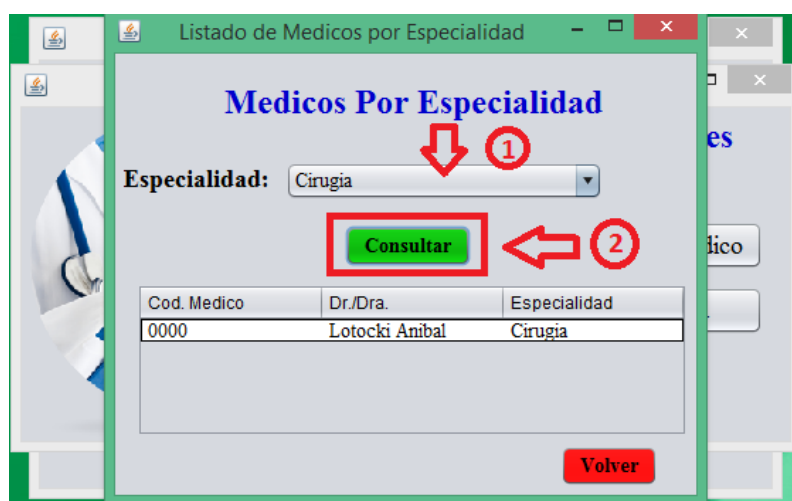 Listado de Medicos por Especialidad
Medicos Por Especialidad
es
1
Especialidad: Cirugia
Consultar
2
Cod. Medico Dr./Dra. Especialidad
0000 Lotocki Anibal Cirugia
Volver